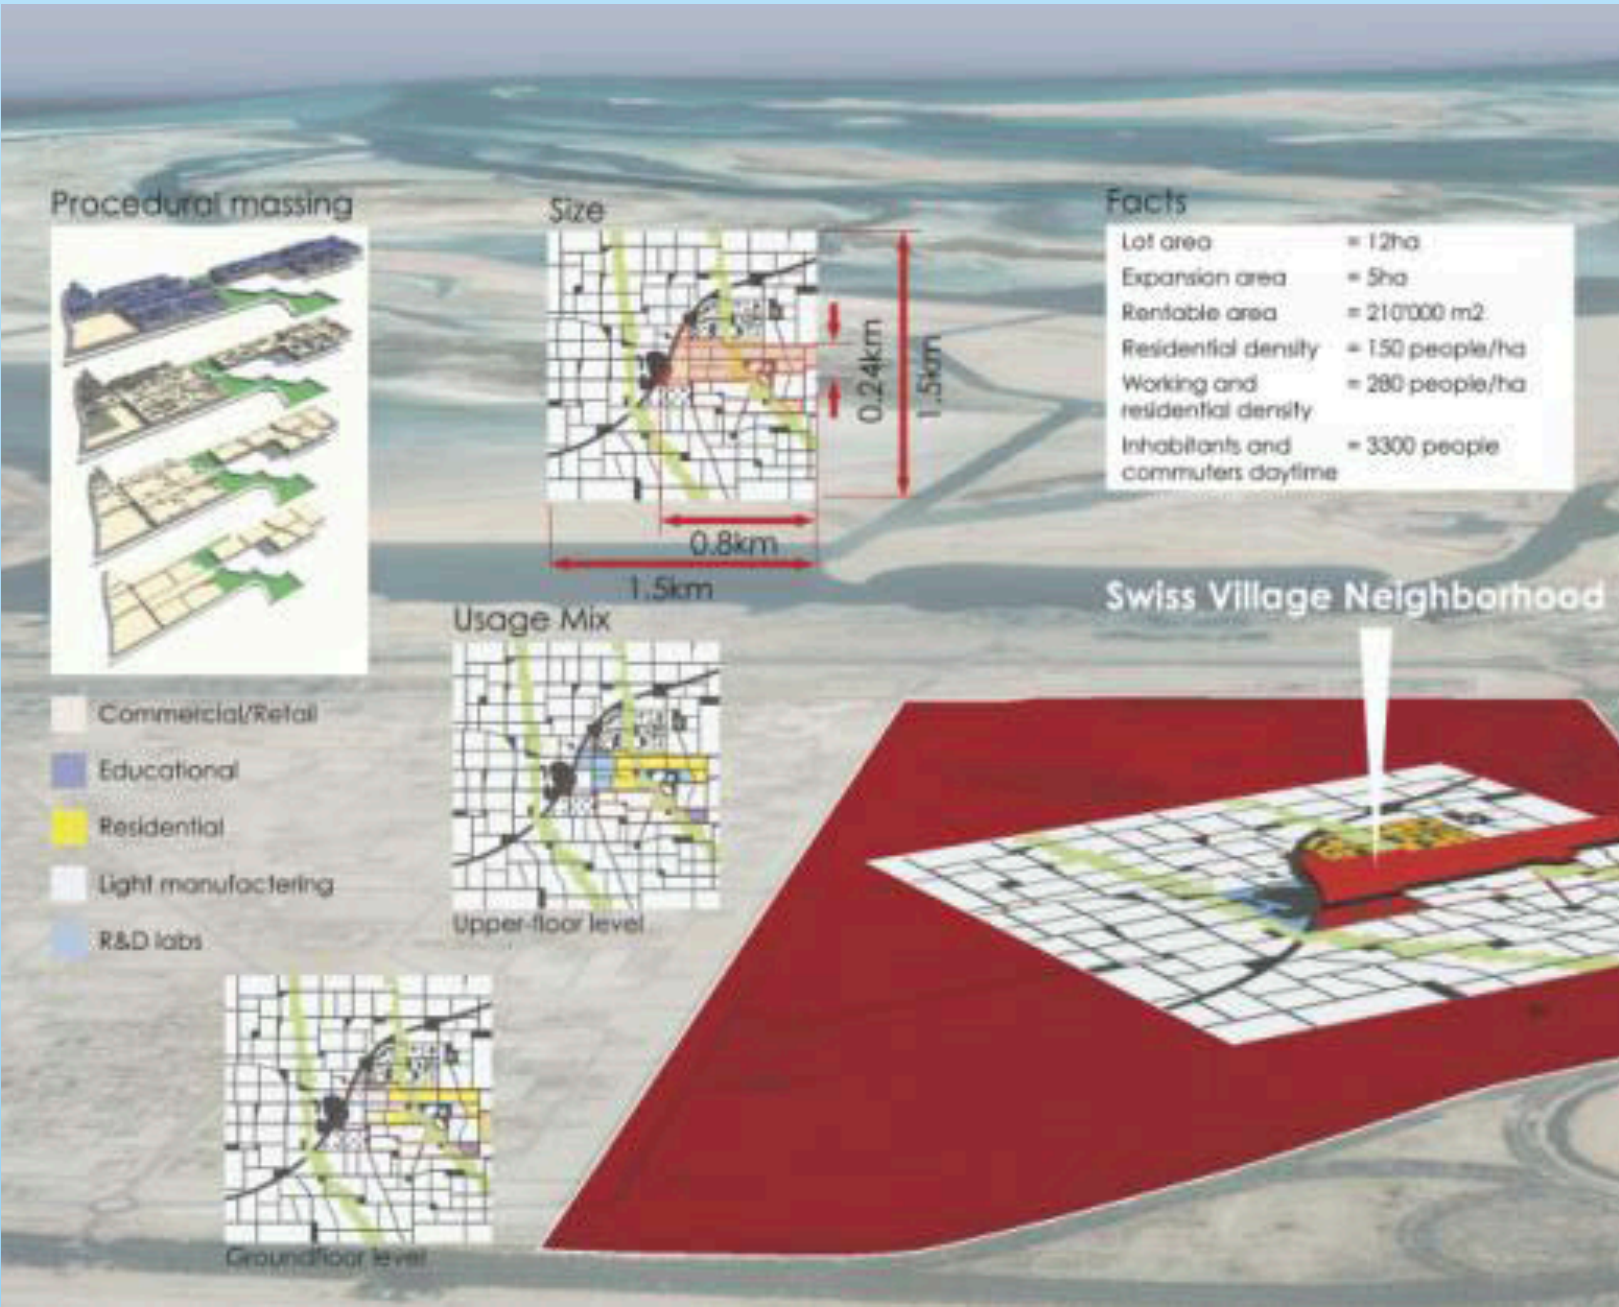 Procedural massing
Size
Facts
Lot area = 12ha
Expansion area = 5ha
Rentable area = 210'000 m2
Residential density = 150 people/ha
Working and = 280 people/ha
residential density
Inhabitants and = 3300 people
commuters daytime
0.24km
1.5km
0.8km
1.5km
Swiss Village Neighborhood
Usage Mix
Commercial/Retail
Educational
Residential
Light manufactering
R&D labs
Upper-floor level
Groundfloor level